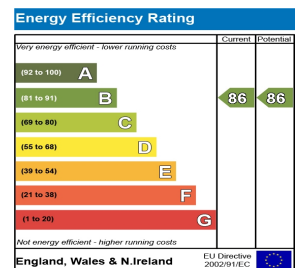 Energy Efficiency Rating
Current Potential
Very energy efficient - lower running costs
(92 to 100) A
(81 to 91) B 86 86
(69 to 80) C
(55 to 68) D
(39 to 54) E
(21 to 38) F
(1 to 20) G
Not energy efficient - higher running costs
England, Wales & N.Ireland
EU Directive
2002/91/EC